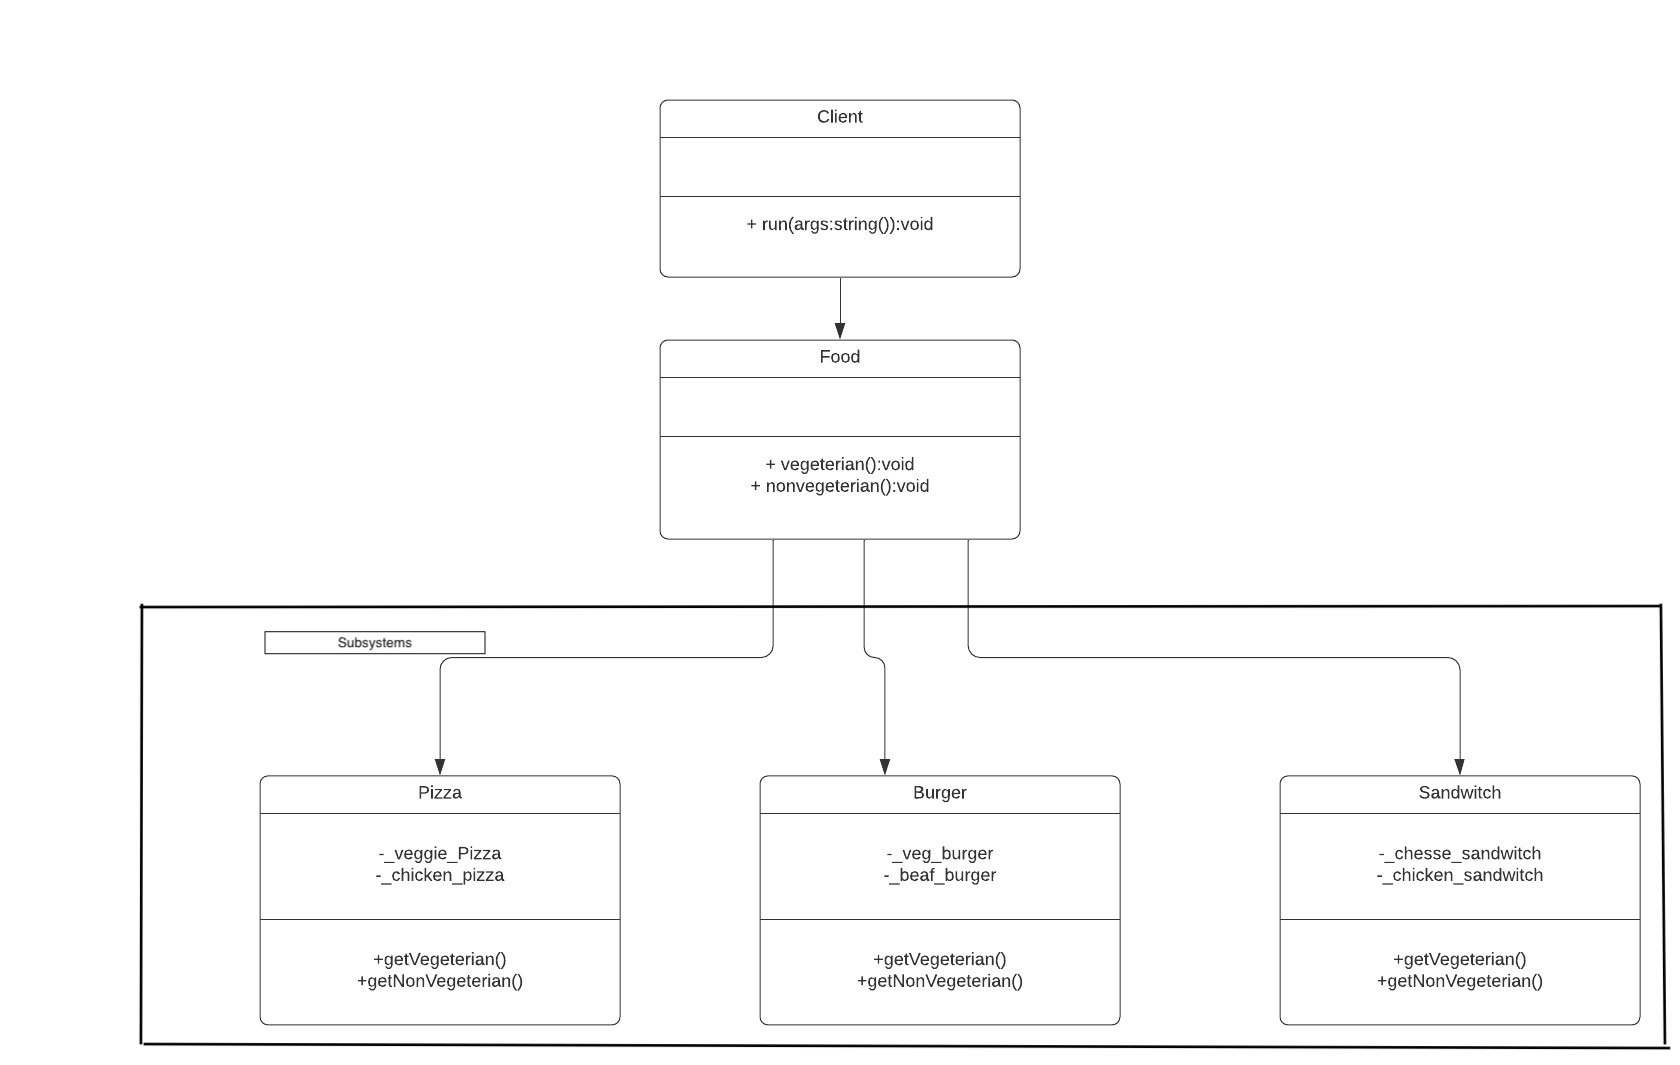 Client
+ run(args:string()):void
Food
+ vegeterian():void
+ nonvegeterian():void
Subsystems
Pizza
-_veggie_Pizza
-_chicken_pizza
+getVegeterian()
+getNonVegeterian()
Burger
-_veg_burger
-_beaf_burger
+getVegeterian()
+getNonVegeterian()
Sandwitch
-_chesse_sandwitch
-_chicken_sandwitch
+getVegeterian()
+getNonVegeterian()